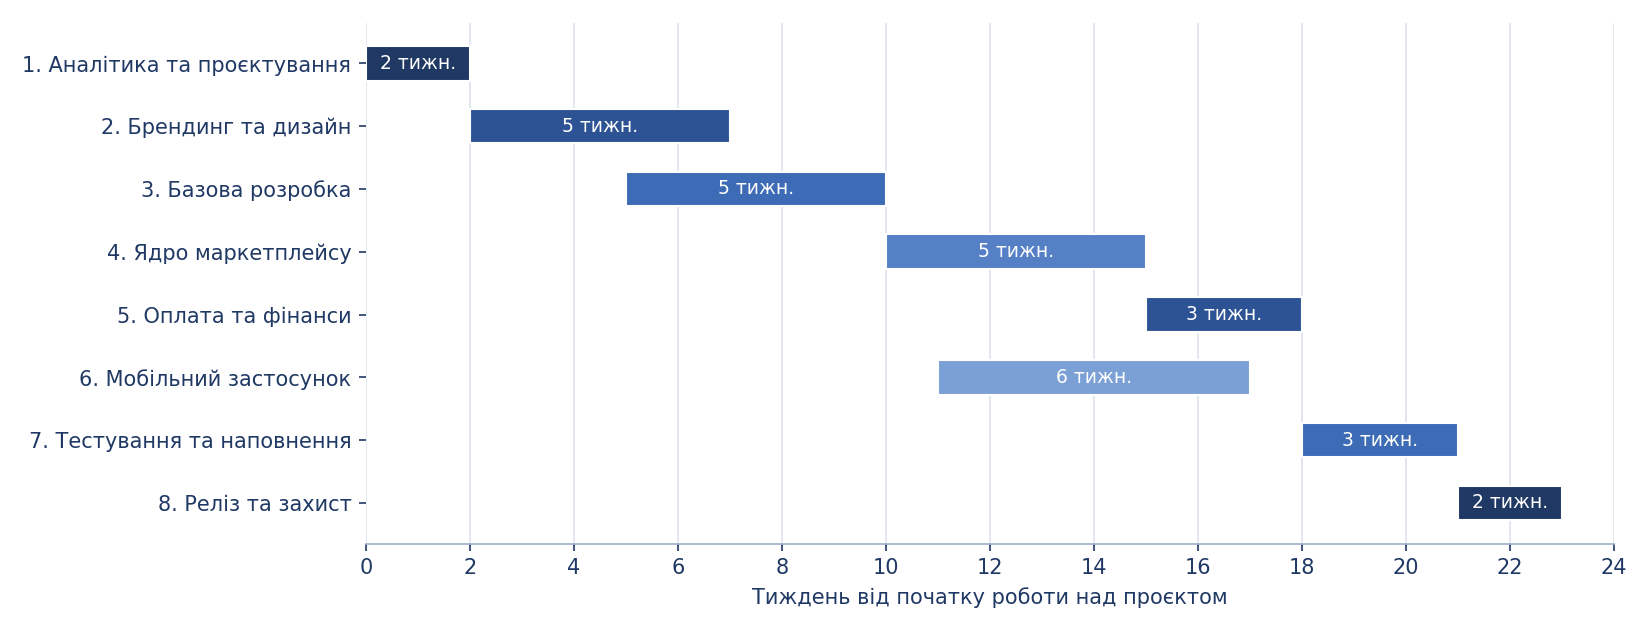 1. Аналітика та проєктування
2 тижн.
2. Брендинг та дизайн
5 тижн.
3. Базова розробка
5 тижн.
4. Ядро маркетплейсу
5 тижн.
5. Оплата та фінанси
3 тижн.
6. Мобільний застосунок
6 тижн.
7. Тестування та наповнення
3 тижн.
8. Реліз та захист
2 тижн.
0 2 4 6 8 10 12 14 16 18 20 22 24
Тиждень від початку роботи над проєктом